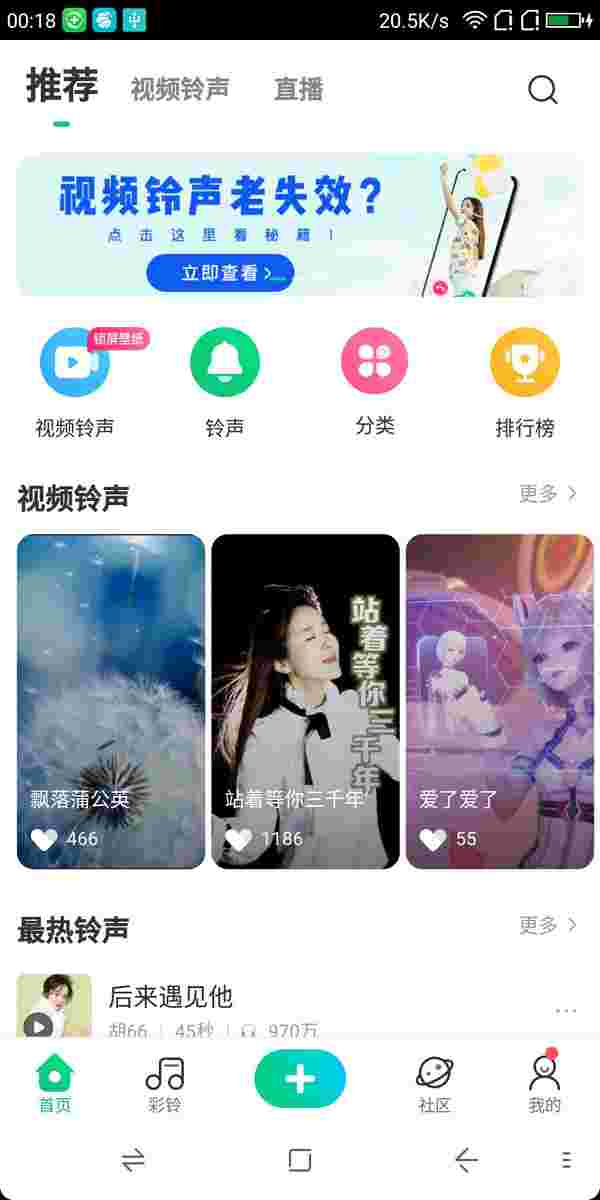 00:18
20.5K/s
推荐 视频铃声 直播
视频铃声老失效?
点击这里看秘籍!
立即查看>
锁屏壁纸
视频铃声 铃声 分类 排行榜
视频铃声 更多 >
站着等你三千年
飘落蒲公英 站着等你三千年 爱了爱了
466 1186 55
最热铃声 更多 >
后来遇见他
胡66 45秒 970万
首页 彩铃 社区 我的